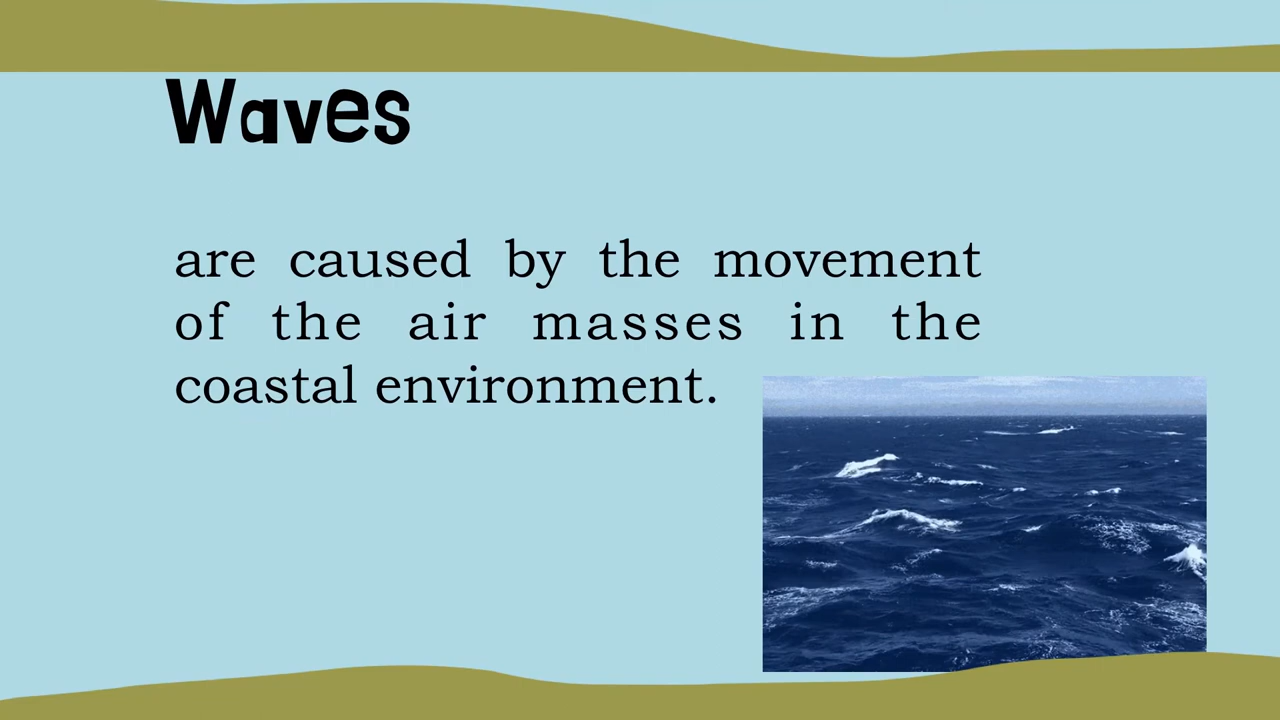 Waves
are caused by the movement
of the air masses in the
coastal environment.